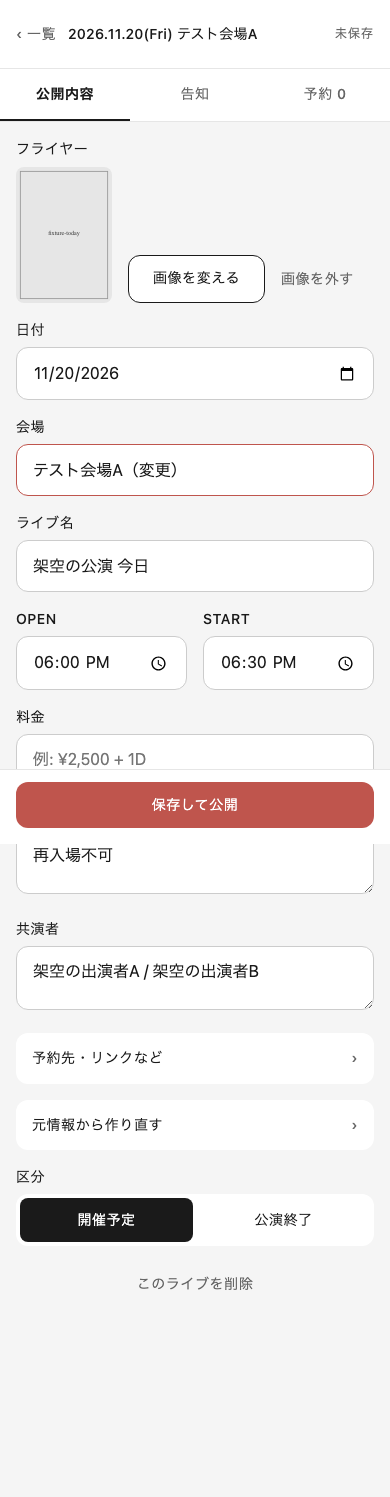 ‹ 一覧 2026.11.20(Fri) テスト会場A 未保存
公開内容 告知 予約 0
フライヤー
fixture-today
画像を変える 画像を外す
日付
11/20/2026
会場
テスト会場A（変更）
ライブ名
架空の公演 今日
OPEN START
06:00 PM 06:30 PM
料金
例: ¥2,500 + 1D
保存して公開
再入場不可
共演者
架空の出演者A / 架空の出演者B
予約先・リンクなど ›
元情報から作り直す ›
区分
開催予定 公演終了
このライブを削除